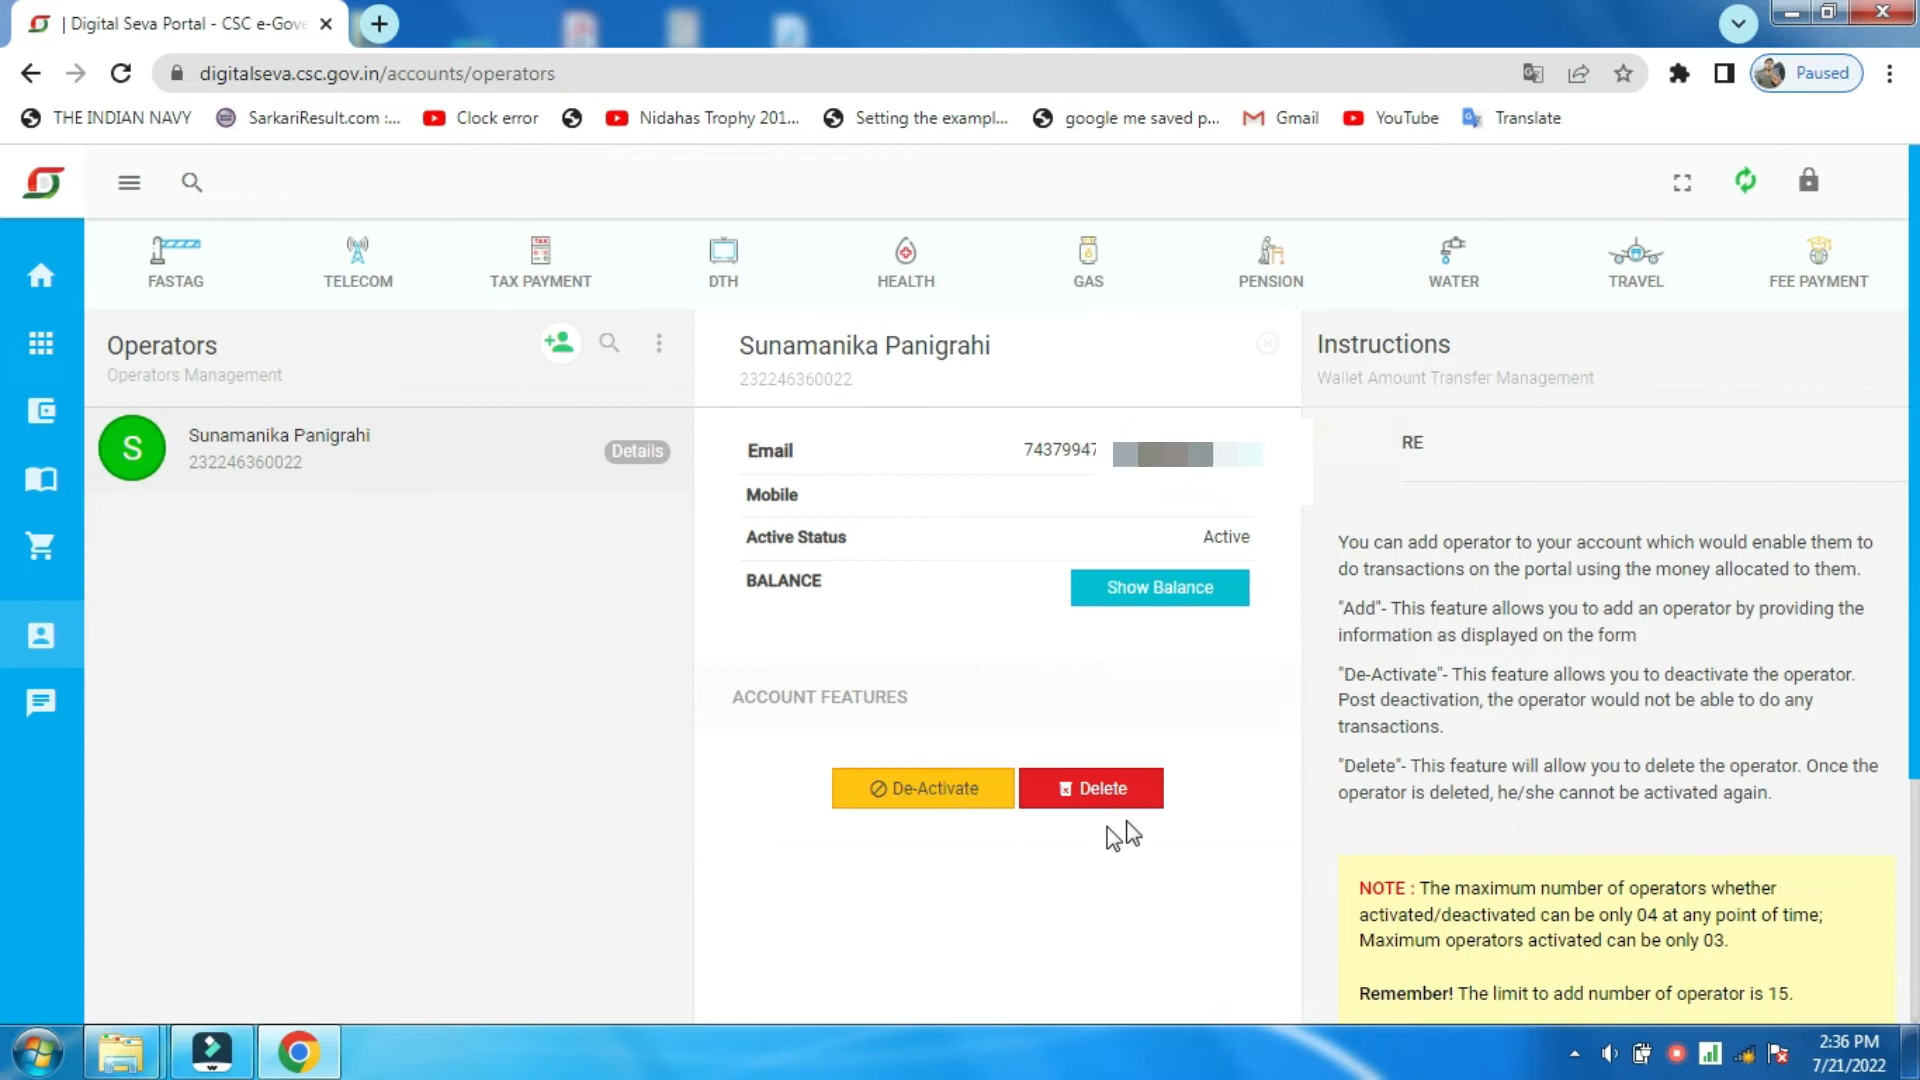 | Digital Seva Portal - CSC e-Gove
digitalseva.csc.gov.in/accounts/operators
Paused
THE INDIAN NAVY
SarkariResult.com :...
Clock error
Nidahas Trophy 201...
Setting the exampl...
google me saved p...
Gmail
YouTube
Translate
FASTAG
TELECOM
TAX PAYMENT
DTH
HEALTH
GAS
PENSION
WATER
TRAVEL
FEE PAYMENT
Operators
Operators Management
S
Sunamanika Panigrahi
232246360022
Details
Sunamanika Panigrahi
232246360022
Email
74379947
Mobile
Active Status
Active
BALANCE
Show Balance
ACCOUNT FEATURES
De-Activate
Delete
Instructions
Wallet Amount Transfer Management
RE
You can add operator to your account which would enable them to
do transactions on the portal using the money allocated to them.
"Add"- This feature allows you to add an operator by providing the
information as displayed on the form
"De-Activate"- This feature allows you to deactivate the operator.
Post deactivation, the operator would not be able to do any
transactions.
"Delete"- This feature will allow you to delete the operator. Once the
operator is deleted, he/she cannot be activated again.
NOTE : The maximum number of operators whether
activated/deactivated can be only 04 at any point of time;
Maximum operators activated can be only 03.
Remember! The limit to add number of operator is 15.
2:36 PM
7/21/2022